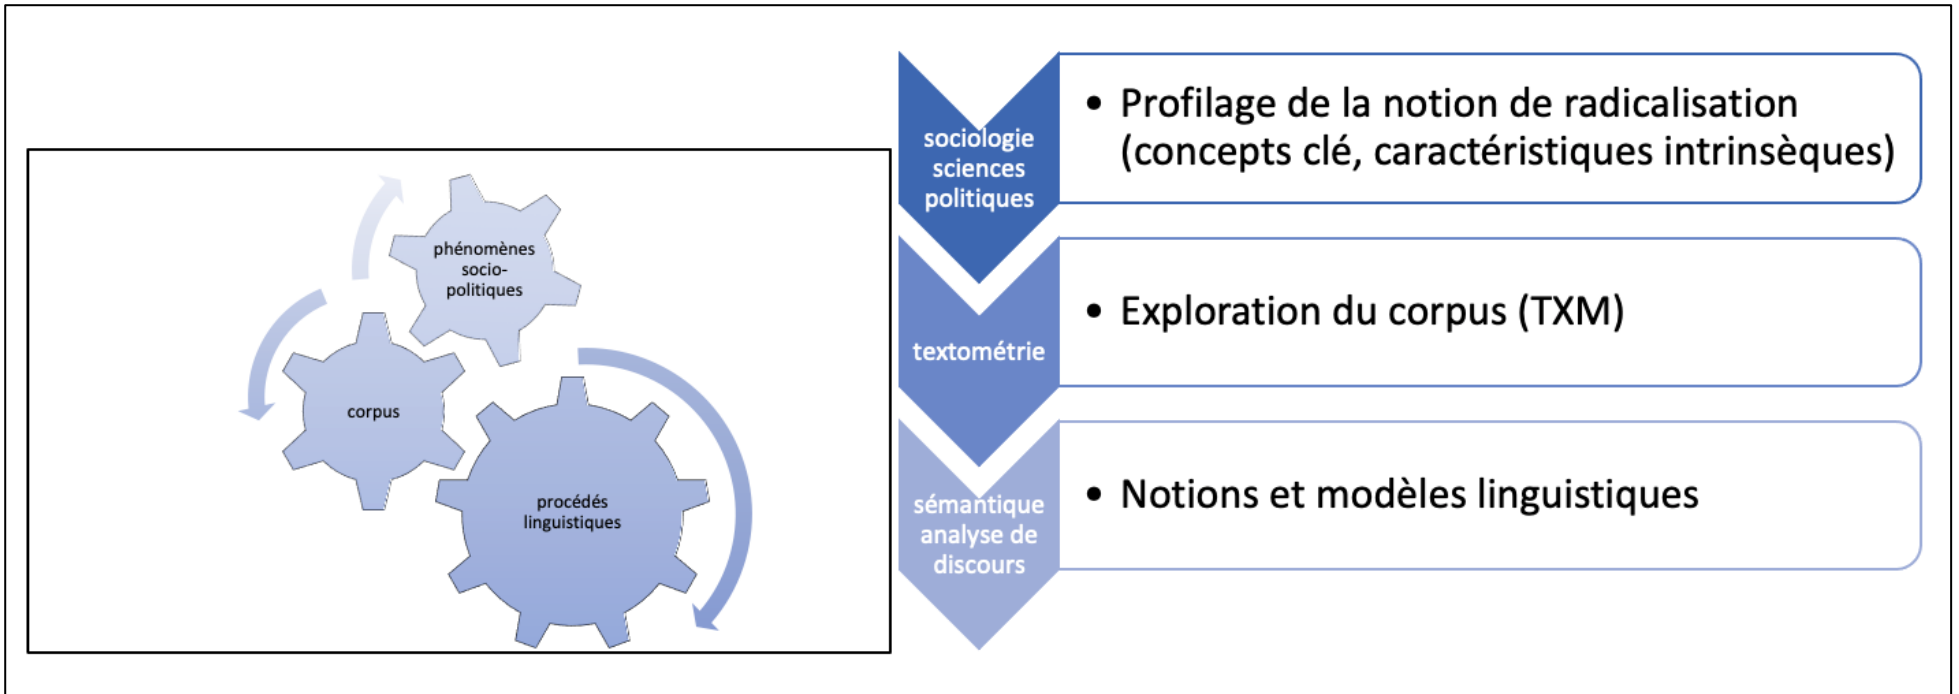 phénomènes
socio-
politiques
corpus
procédés
linguistiques
sociologie
sciences
politiques
• Profilage de la notion de radicalisation
(concepts clé, caractéristiques intrinsèques)
textométrie
• Exploration du corpus (TXM)
sémantique
analyse de
discours
• Notions et modèles linguistiques